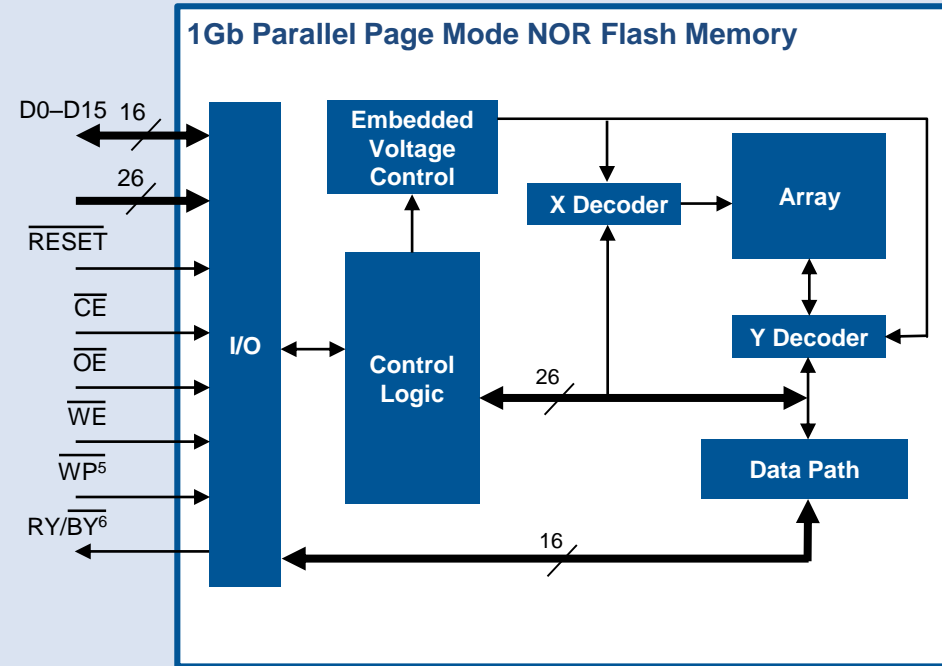 1Gb Parallel Page Mode NOR Flash Memory
D0–D15
16
26
RESET
CE
OE
WE
WP⁵
RY/BY⁶
I/O
Embedded
Voltage
Control
Control
Logic
X Decoder
Array
Y Decoder
26
Data Path
16